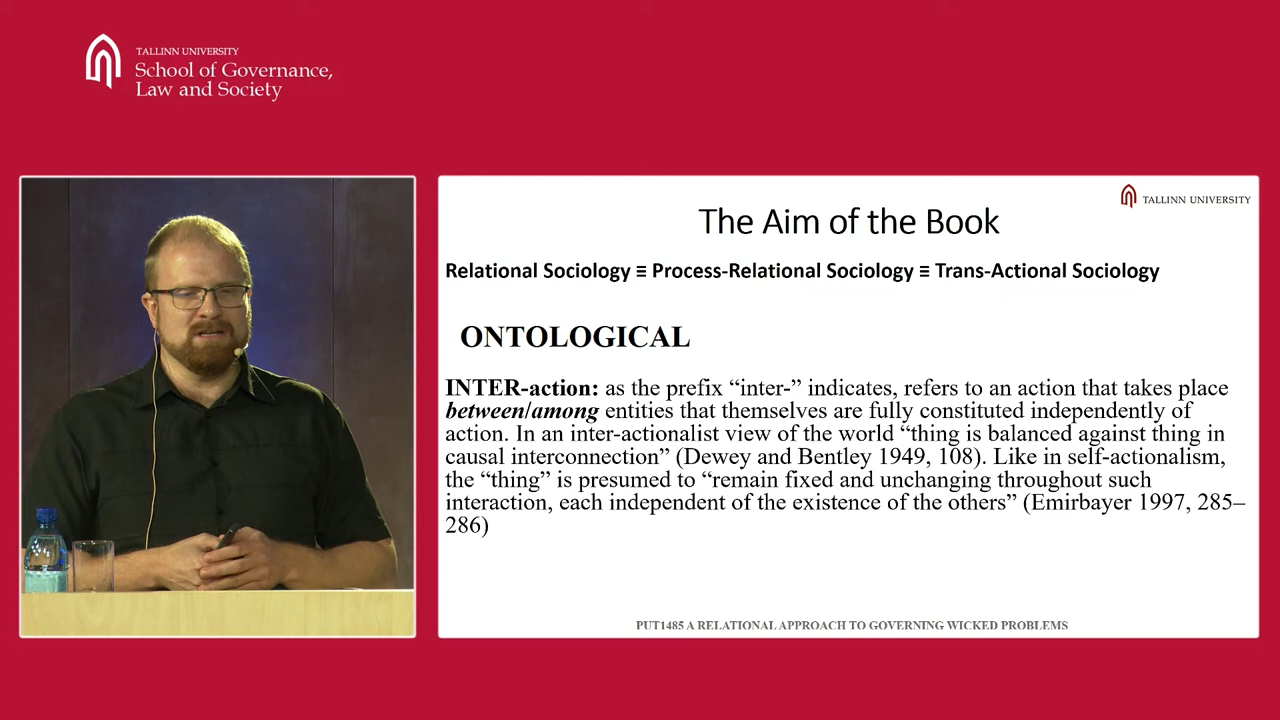 TALLINN UNIVERSITY
School of Governance,
Law and Society
TALLINN UNIVERSITY
The Aim of the Book
Relational Sociology ≡ Process-Relational Sociology ≡ Trans-Actional Sociology
ONTOLOGICAL
INTER-action: as the prefix “inter-” indicates, refers to an action that takes place
between/among entities that themselves are fully constituted independently of
action. In an inter-actionalist view of the world “thing is balanced against thing in
causal interconnection” (Dewey and Bentley 1949, 108). Like in self-actionalism,
the “thing” is presumed to “remain fixed and unchanging throughout such
interaction, each independent of the existence of the others” (Emirbayer 1997, 285–
286)
PUT1485 A RELATIONAL APPROACH TO GOVERNING WICKED PROBLEMS